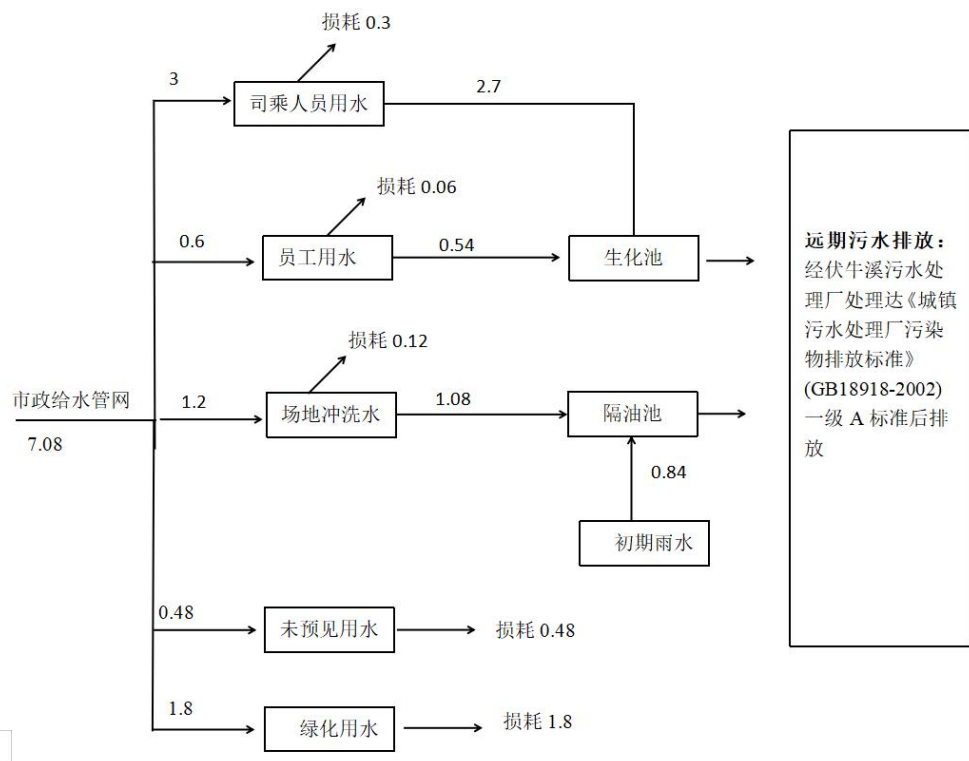 损耗 0.3
3
司乘人员用水
2.7
损耗 0.06
0.6
员工用水
0.54
生化池
损耗 0.12
市政给水管网
7.08
1.2
场地冲洗水
1.08
隔油池
0.84
初期雨水
0.48
未预见用水
损耗 0.48
1.8
绿化用水
损耗 1.8
远期污水排放：
经伏牛溪污水处
理厂处理达《城镇
污水处理厂污染
物排放标准》
(GB18918-2002)
一级 A 标准后排
放